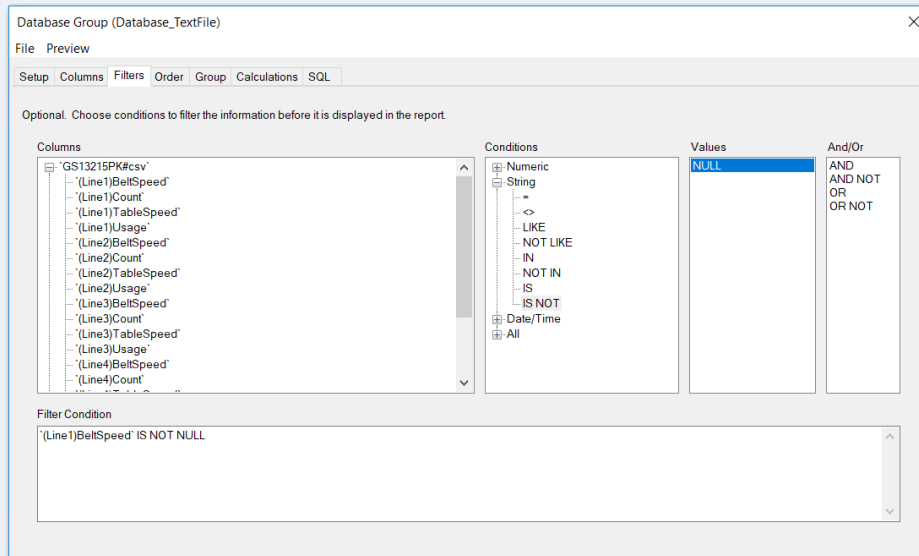 Database Group (Database_TextFile)
File Preview
Setup Columns Filters Order Group Calculations SQL
Optional. Choose conditions to filter the information before it is displayed in the report.
Columns
`GS13215PK#csv`
`(Line1)BeltSpeed`
`(Line1)Count`
`(Line1)TableSpeed`
`(Line1)Usage`
`(Line2)BeltSpeed`
`(Line2)Count`
`(Line2)TableSpeed`
`(Line2)Usage`
`(Line3)BeltSpeed`
`(Line3)Count`
`(Line3)TableSpeed`
`(Line3)Usage`
`(Line4)BeltSpeed`
`(Line4)Count`
Conditions
Numeric
String
=
<>
LIKE
NOT LIKE
IN
NOT IN
IS
IS NOT
Date/Time
All
Values
NULL
And/Or
AND
AND NOT
OR
OR NOT
Filter Condition
`(Line1)BeltSpeed` IS NOT NULL